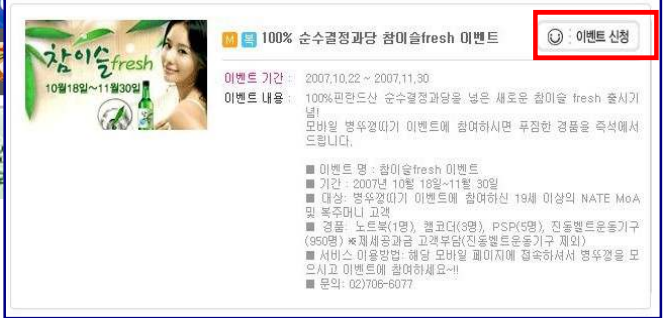 참이슬fresh
10월18일~11월30일
M 복 100% 순수결정과당 참이슬fresh 이벤트
이벤트 신청
이벤트 기간 : 2007.10.22 ~ 2007.11.30
이벤트 내용 : 100%핀란드산 순수결정과당을 넣은 새로운 참이슬 fresh 출시기
념!
모바일 병뚜껑따기 이벤트에 참여하시면 푸짐한 경품을 즉석에서
드립니다.
■ 이벤트 명 : 참이슬fresh 이벤트
■ 기간 : 2007년 10월 18일~11월 30일
■ 대상: 병뚜껑따기 이벤트에 참여하신 19세 이상의 NATE MoA
및 복주머니 고객
■ 경품: 노트북(1명), 캠코더(3명), PSP(5명), 진동벨트운동기구
(950명) ※제세공과금 고객부담(진동벨트운동기구 제외)
■ 서비스 이용방법: 해당 모바일 페이지에 접속하셔서 병뚜껑을 모
으시고 이벤트에 참여하세요~!!
■ 문의: 02)706-6077